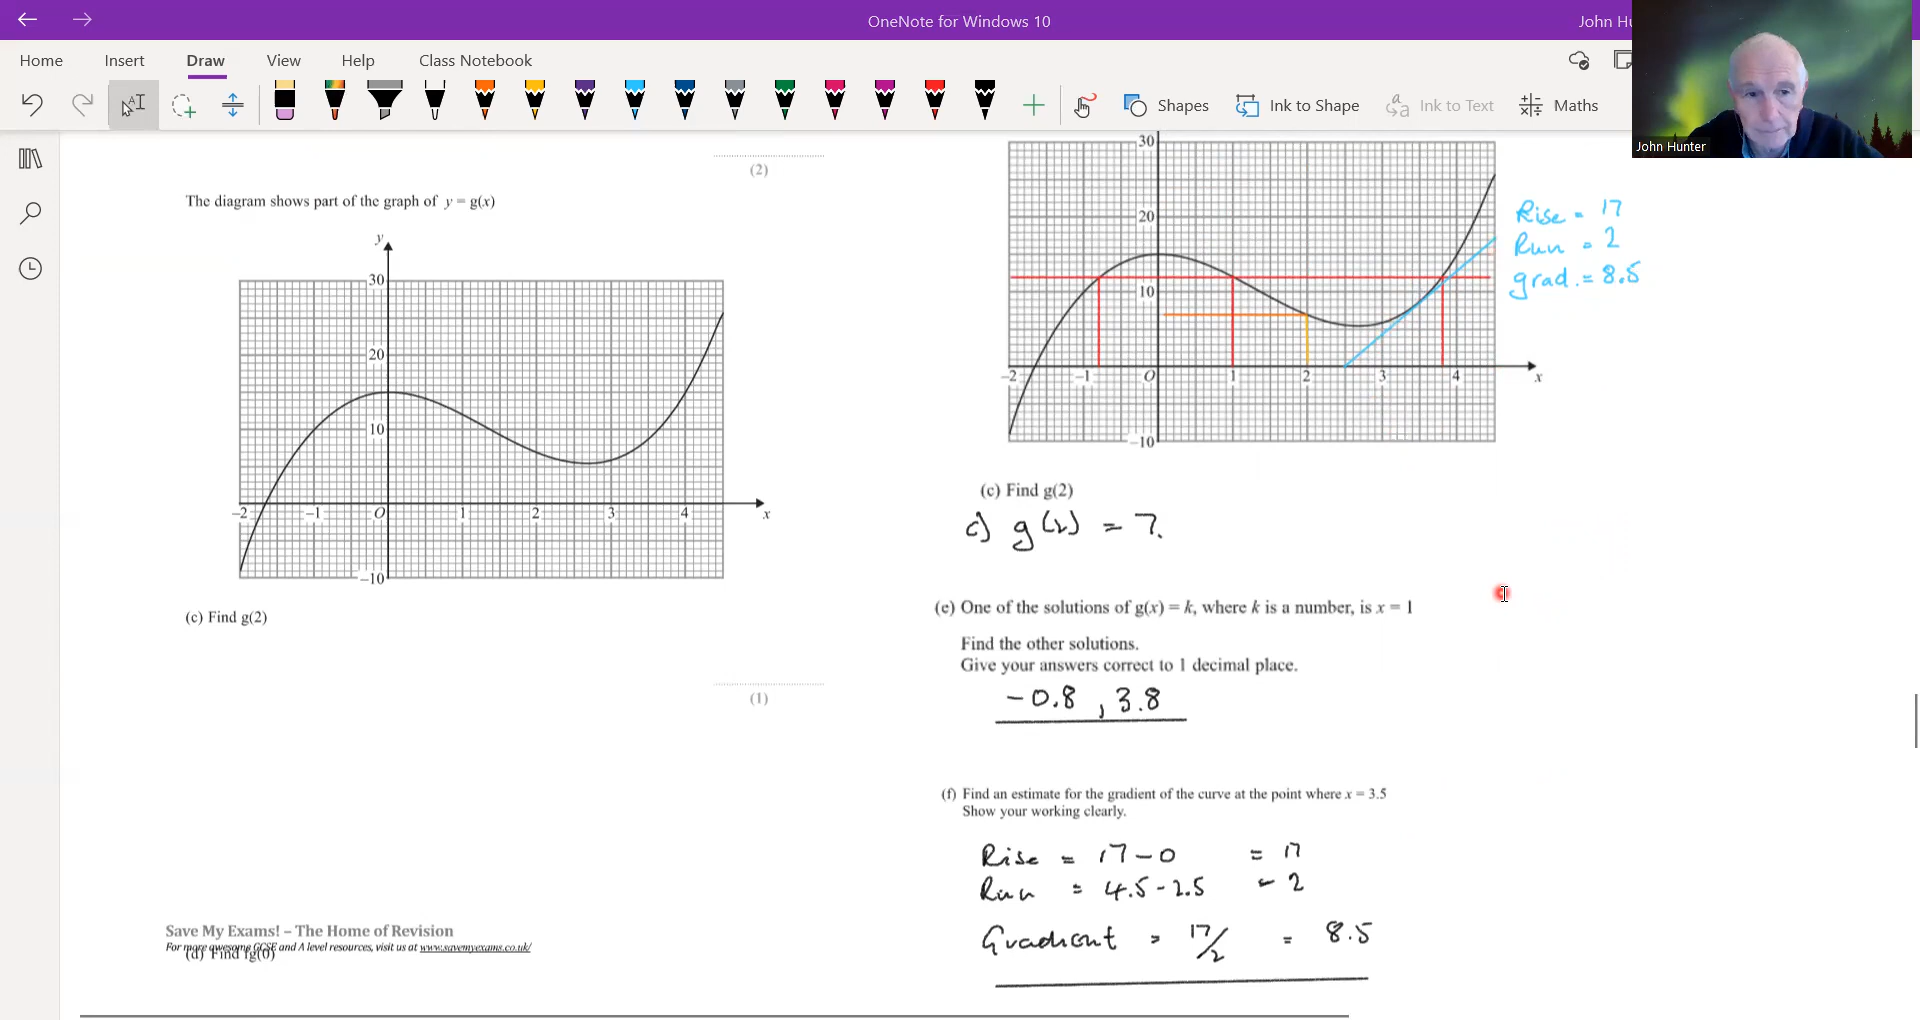 OneNote for Windows 10
John Hu
Home Insert Draw View Help Class Notebook
Shapes Ink to Shape Ink to Text Maths
John Hunter
(2)
The diagram shows part of the graph of y = g(x)
y
30
20
10
-2 -1 O 1 2 3 4 x
-10
(c) Find g(2)
(1)
Save My Exams! – The Home of Revision
For more awesome GCSE and A level resources, visit us at www.savemyexams.co.uk/
(d) Find fg(0)
30
20
10
-2 -1 O 1 2 3 4 x
-10
Rise = 17
Run = 2
grad. = 8.5
(c) Find g(2)
c) g(2) = 7.
(e) One of the solutions of g(x) = k, where k is a number, is x = 1
Find the other solutions.
Give your answers correct to 1 decimal place.
-0.8 , 3.8
(f) Find an estimate for the gradient of the curve at the point where x = 3.5
Show your working clearly.
Rise = 17-0 = 17
Run = 4.5-2.5 = 2
Gradient = 17/2 = 8.5